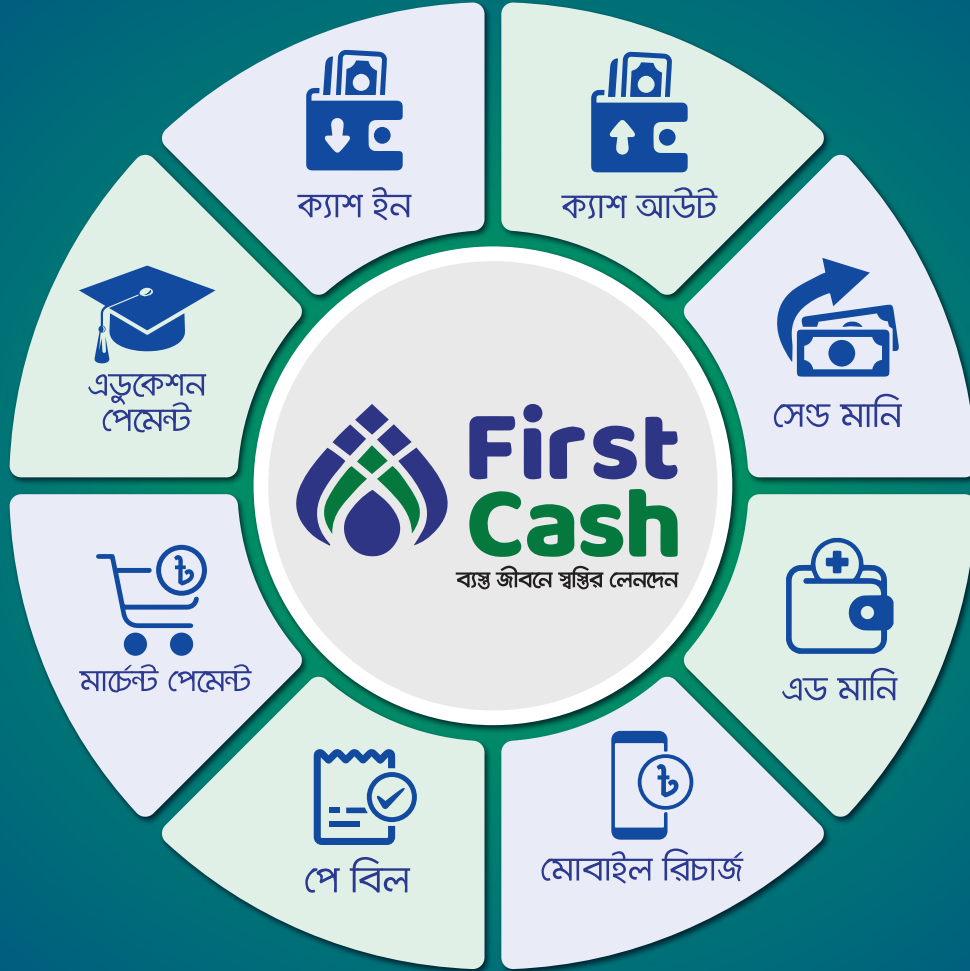 ক্যাশ ইন
ক্যাশ আউট
এডুকেশন
পেমেন্ট
সেণ্ড মানি
First
Cash
ব্যস্ত জীবনে স্বস্তির লেনদেন
৳
মার্চেন্ট পেমেন্ট
এড মানি
৳
পে বিল
মোবাইল রিচার্জ